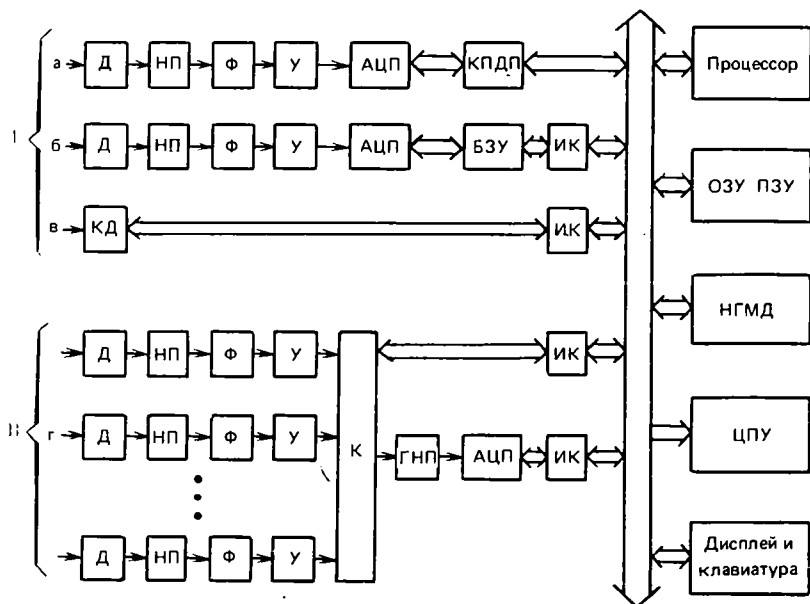 а Д НП Ф У АЦП КПДП Процессор
I
б Д НП Ф У АЦП БЗУ ИК
ОЗУ ПЗУ
в КД ИК
НГМД
Д НП Ф У ИК
II
г Д НП Ф У К ГНП АЦП ИК
ЦПУ
Д НП Ф У
Дисплей и
клавиатура